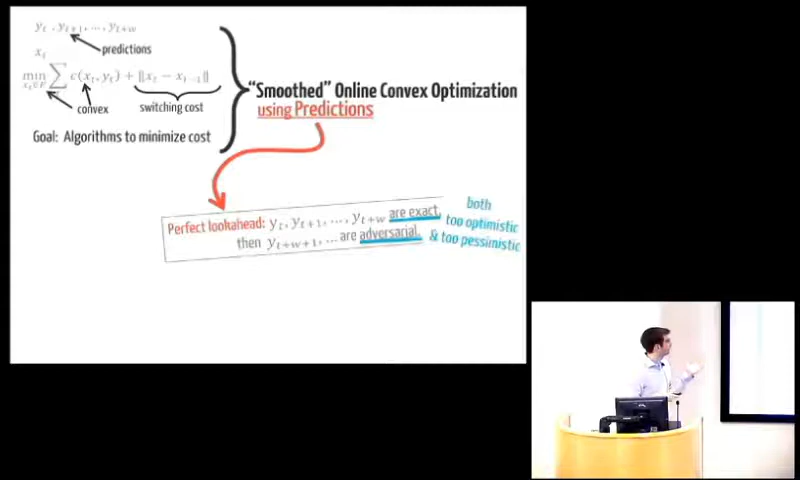 y_t, y_{t+1}, ..., y_{t+w}
predictions
x_t
min_{x_t∈F} ∑ c(x_t, y_t) + ‖x_t − x_{t−1}‖
convex
switching cost
Goal: Algorithms to minimize cost
"Smoothed" Online Convex Optimization
using Predictions
Perfect lookahead: y_t, y_{t+1}, ..., y_{t+w} are exact,
then y_{t+w+1}, ... are adversarial.
both
too optimistic
& too pessimistic